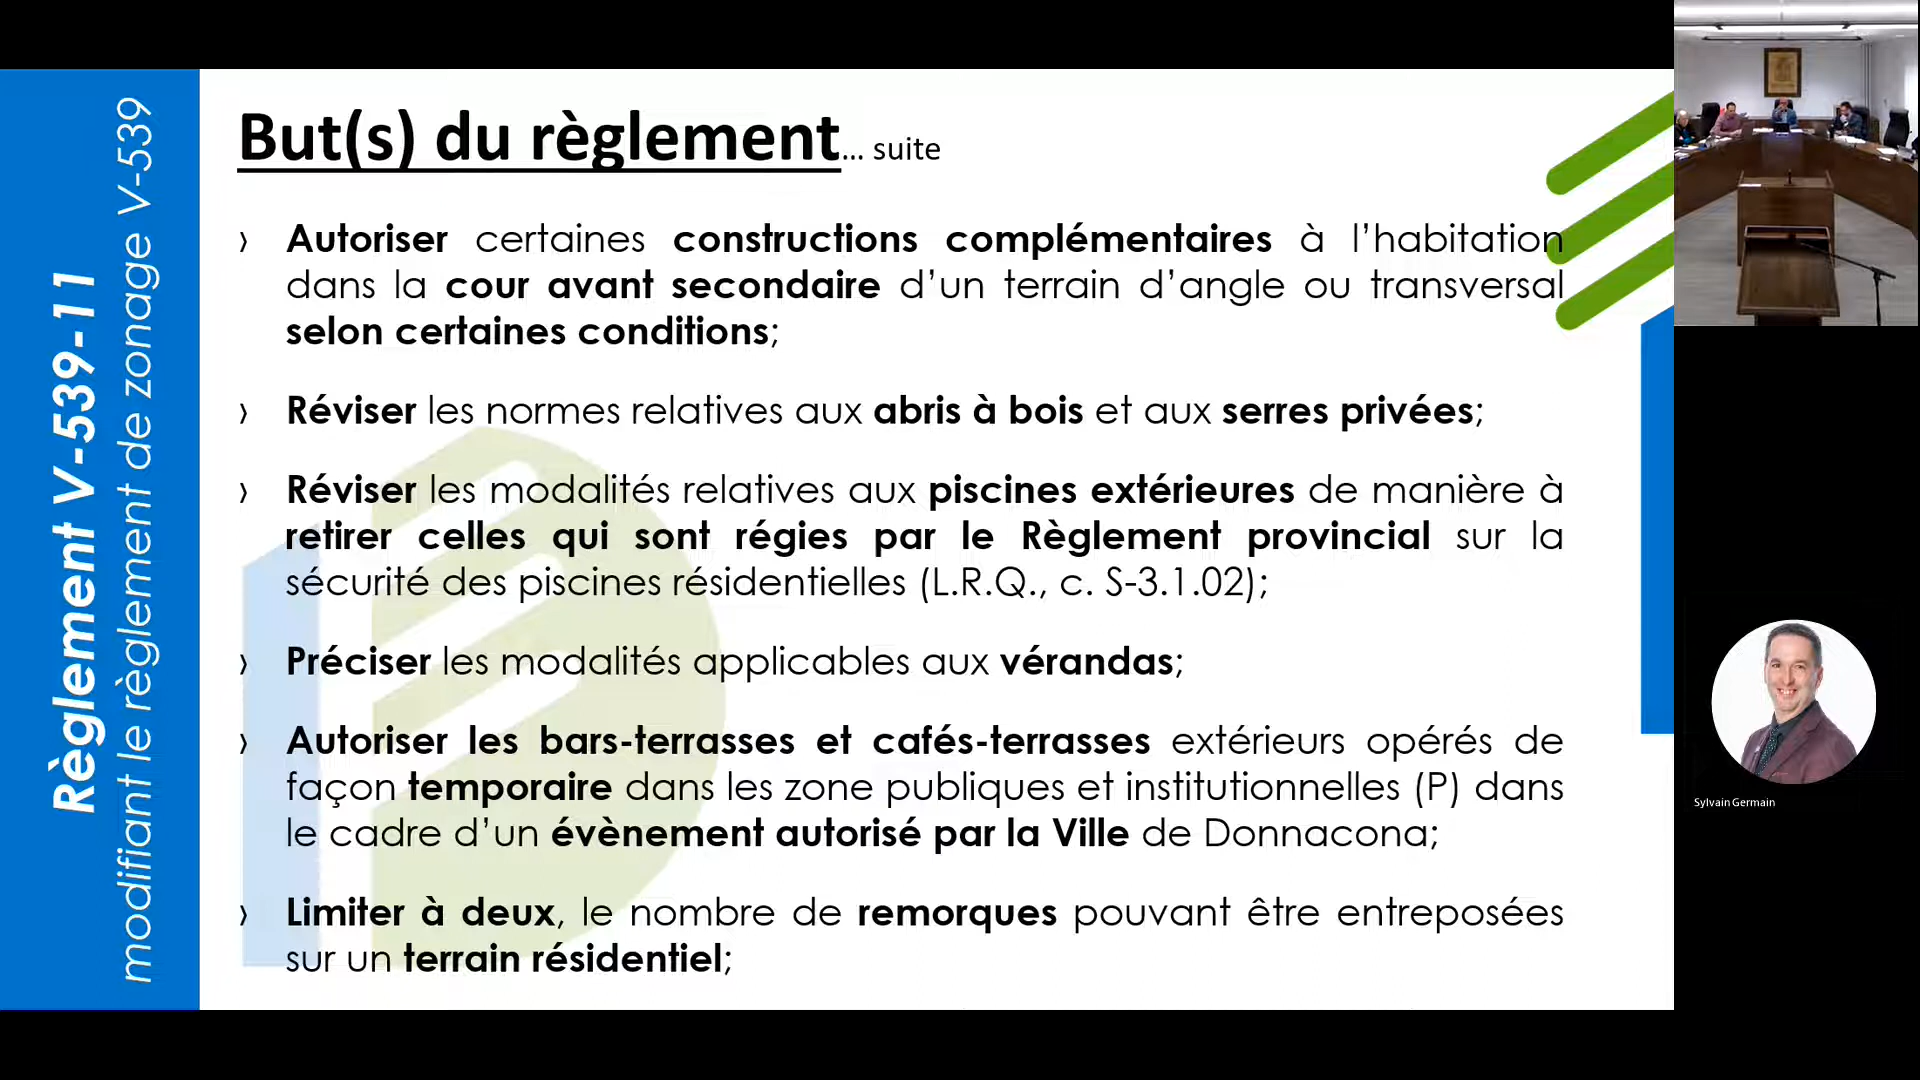 Règlement V-539-11
modifiant le règlement de zonage V-539
But(s) du règlement... suite
› Autoriser certaines constructions complémentaires à l’habitation
dans la cour avant secondaire d’un terrain d’angle ou transversal
selon certaines conditions;
› Réviser les normes relatives aux abris à bois et aux serres privées;
› Réviser les modalités relatives aux piscines extérieures de manière à
retirer celles qui sont régies par le Règlement provincial sur la
sécurité des piscines résidentielles (L.R.Q., c. S-3.1.02);
› Préciser les modalités applicables aux vérandas;
› Autoriser les bars-terrasses et cafés-terrasses extérieurs opérés de
façon temporaire dans les zone publiques et institutionnelles (P) dans
le cadre d’un évènement autorisé par la Ville de Donnacona;
› Limiter à deux, le nombre de remorques pouvant être entreposées
sur un terrain résidentiel;
Sylvain Germain